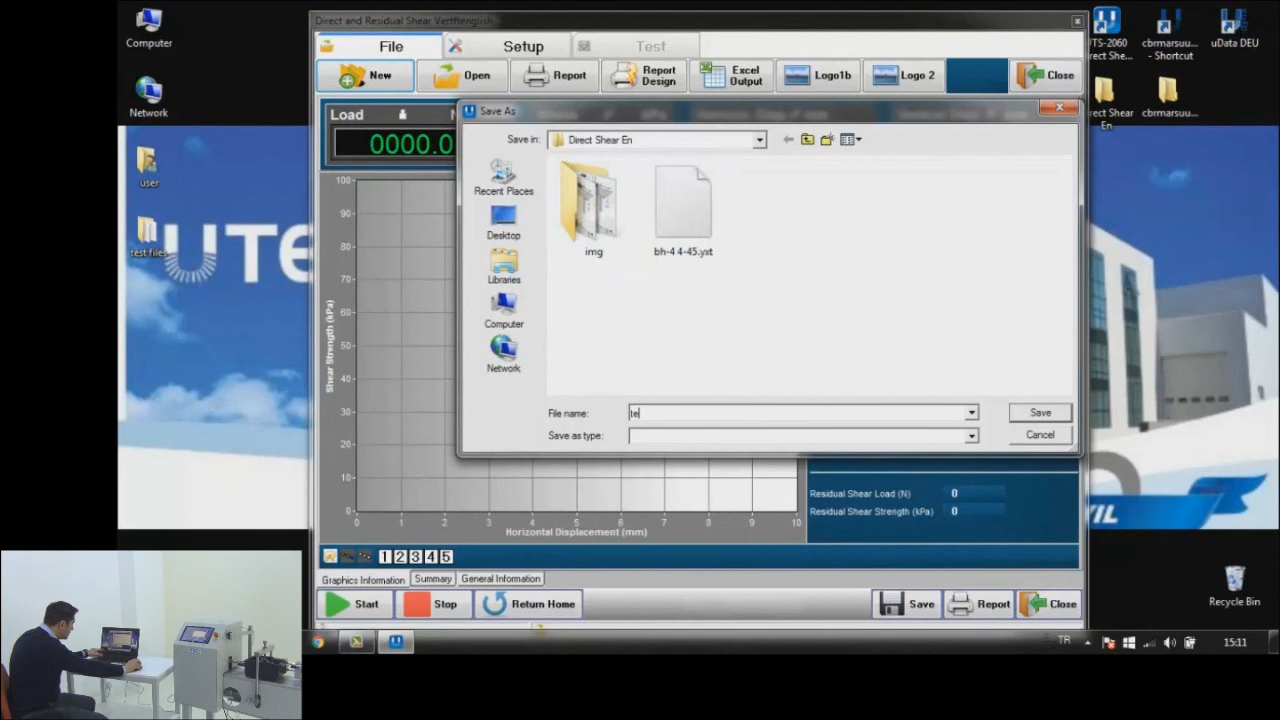 Computer
Network
user
test files
UTE
Direct and Residual Shear Vertftenglish
File
Setup
Test
New
Open
Report
Report Design
Excel Output
Logo1b
Logo 2
Close
Load
0000.0
Save As
Save in:
Direct Shear En
Recent Places
Desktop
Libraries
Computer
Network
img
bh-4 4-45.yxt
File name:
te
Save
Save as type:
Cancel
Shear Strength (kPa)
100
90
80
70
60
50
40
30
20
10
0
0 1 2 3 4 5 6 7 8 9 10
Horizontal Displacement (mm)
Residual Shear Load (N) 0
Residual Shear Strength (kPa) 0
1 2 3 4 5
Graphics Information
Summary
General Information
Start
Stop
Return Home
Save
Report
Close
UTS-2060
Direct She...
cbrmarsuu...
- Shortcut
uData DEU
Direct Shear
En
cbrmarsuu...
VIL
Recycle Bin
TR
15:11